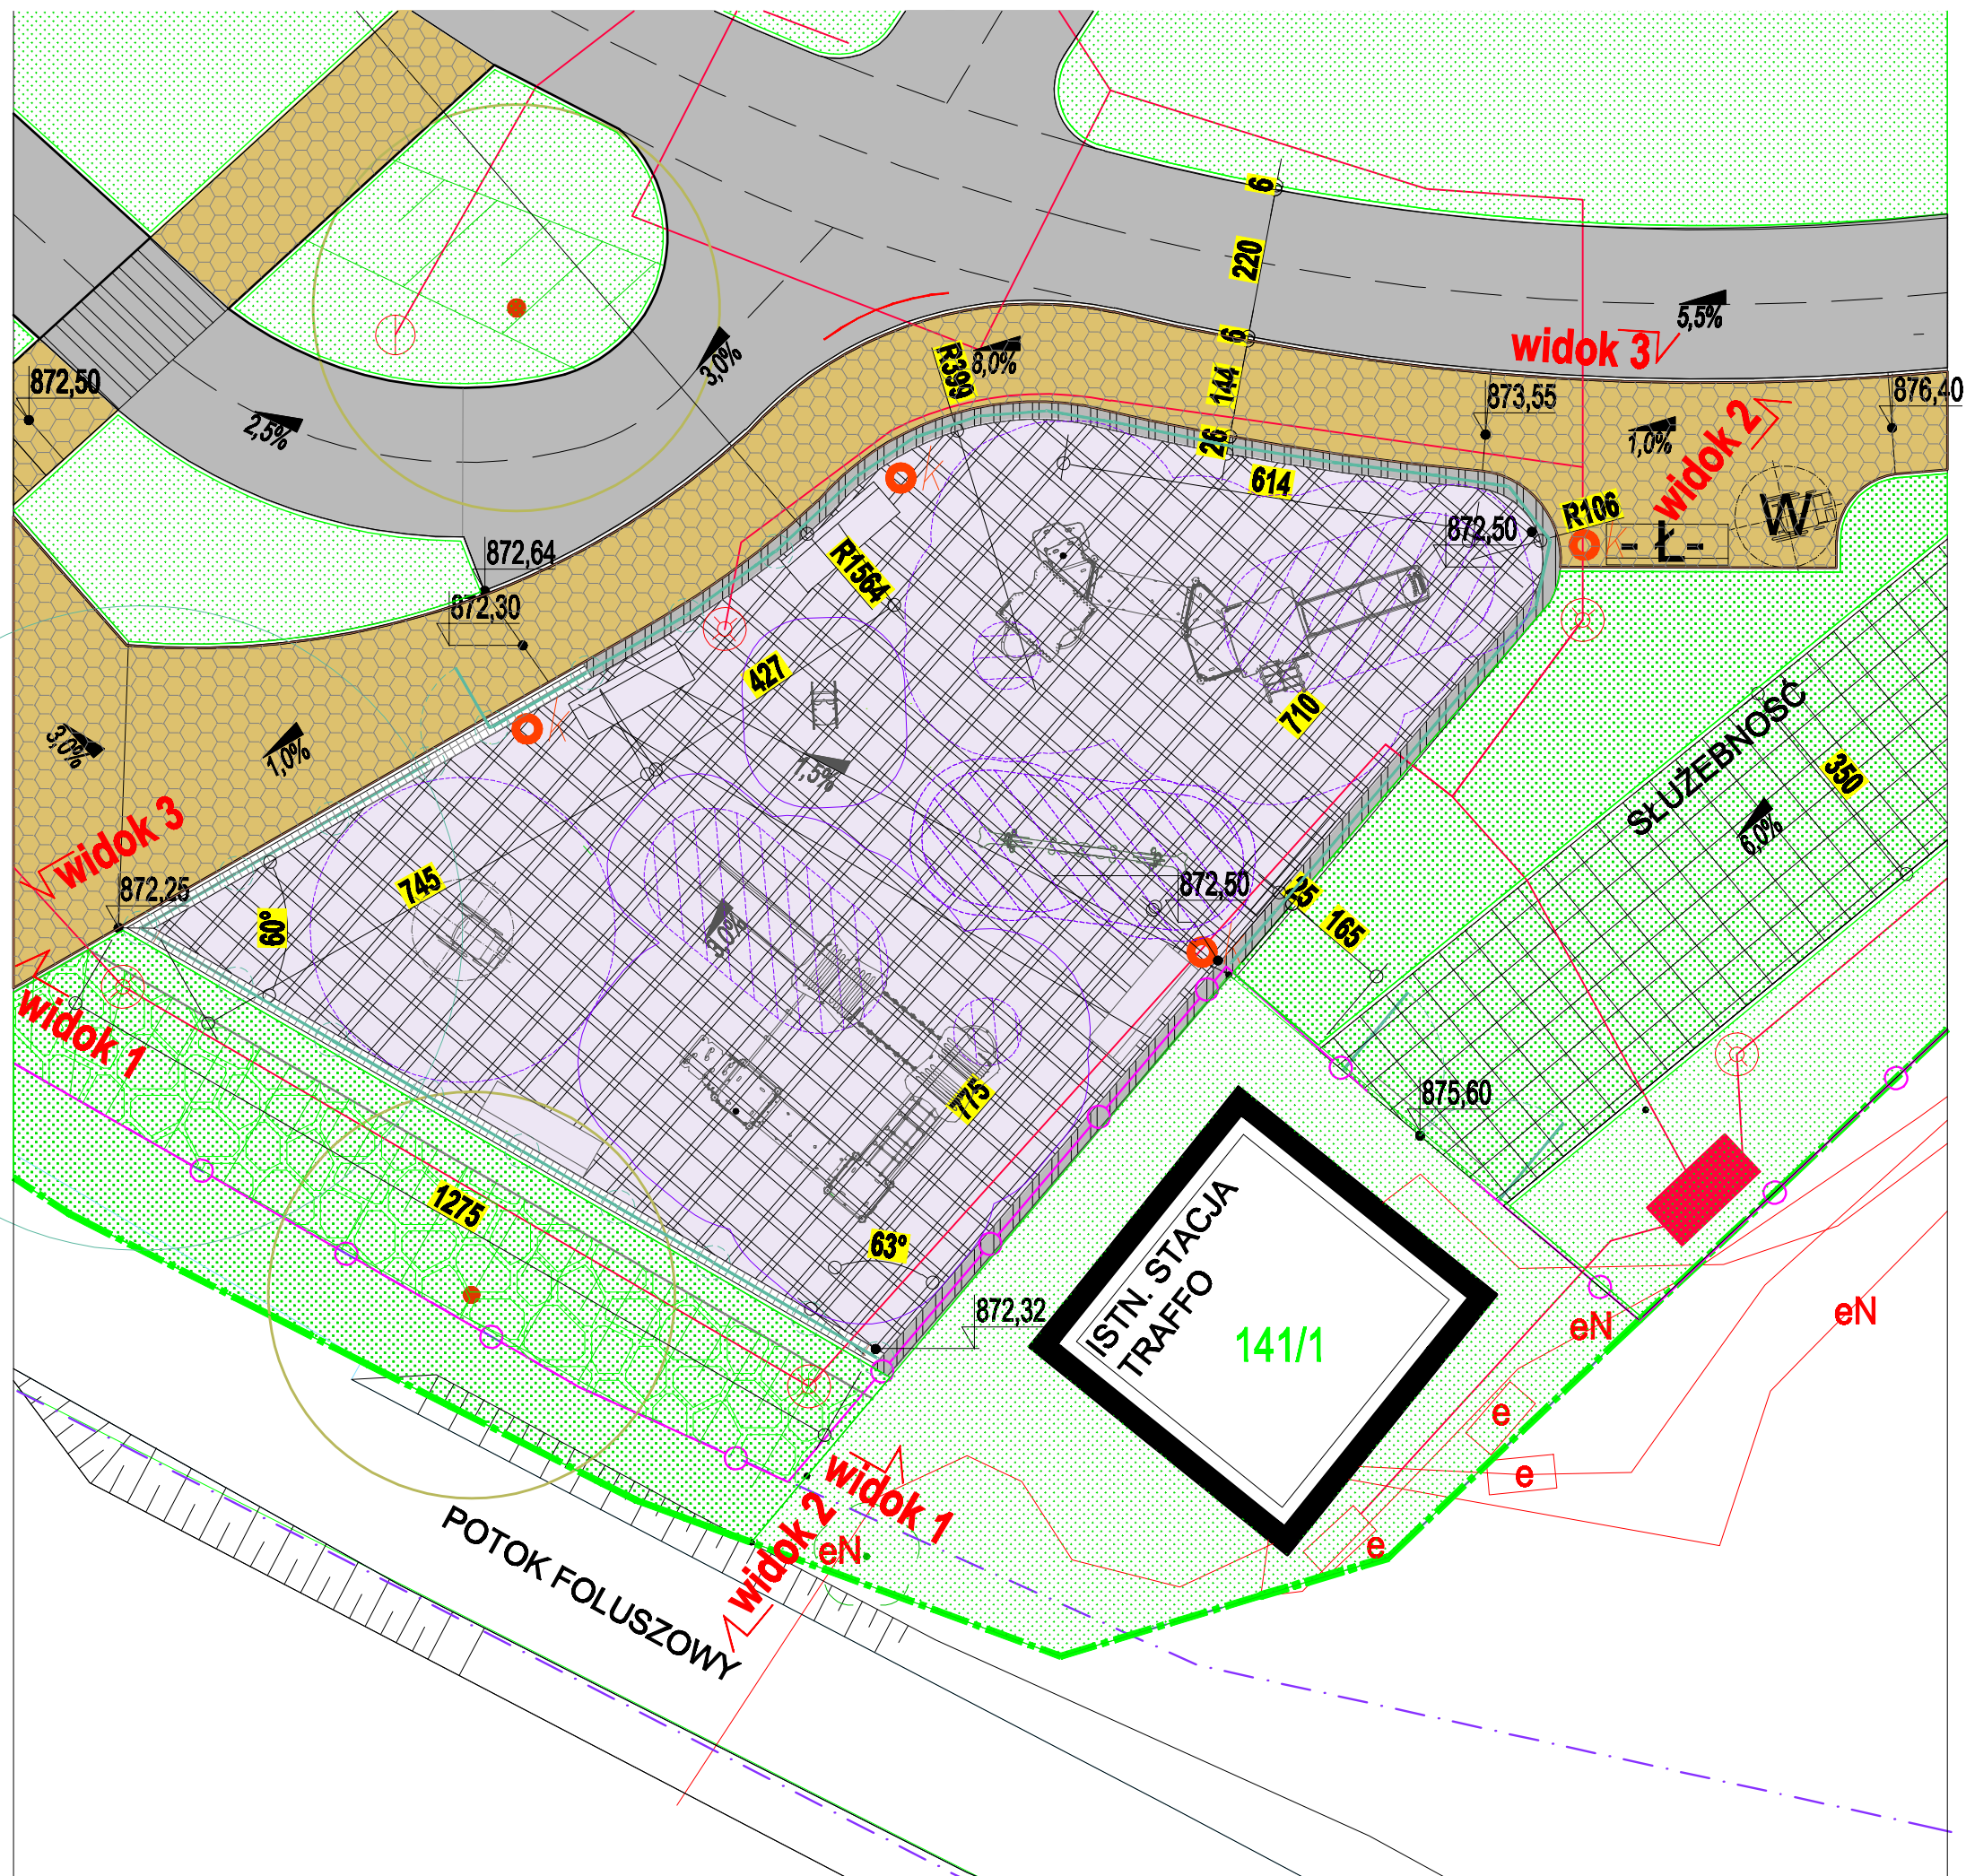 6
220
5,5%
widok 3
6
3,0%
R399
8,0%
872,50
144
873,55
876,40
2,5%
26
1,0%
widok 2
614
R106
W
K
872,50
K
- Ł -
872,64
R1564
872,30
427
710
K
SŁUŻEBNOŚĆ
350
3,0%
1,0%
1,5%
6,0%
widok 3
745
872,25
872,50
25
60°
165
3,0%
widok 1
775
875,60
1275
63°
ISTN. STACJA
TRAFFO
872,32
141/1
eN
eN
e
e
widok 1
widok 2
eN
e
POTOK FOLUSZOWY